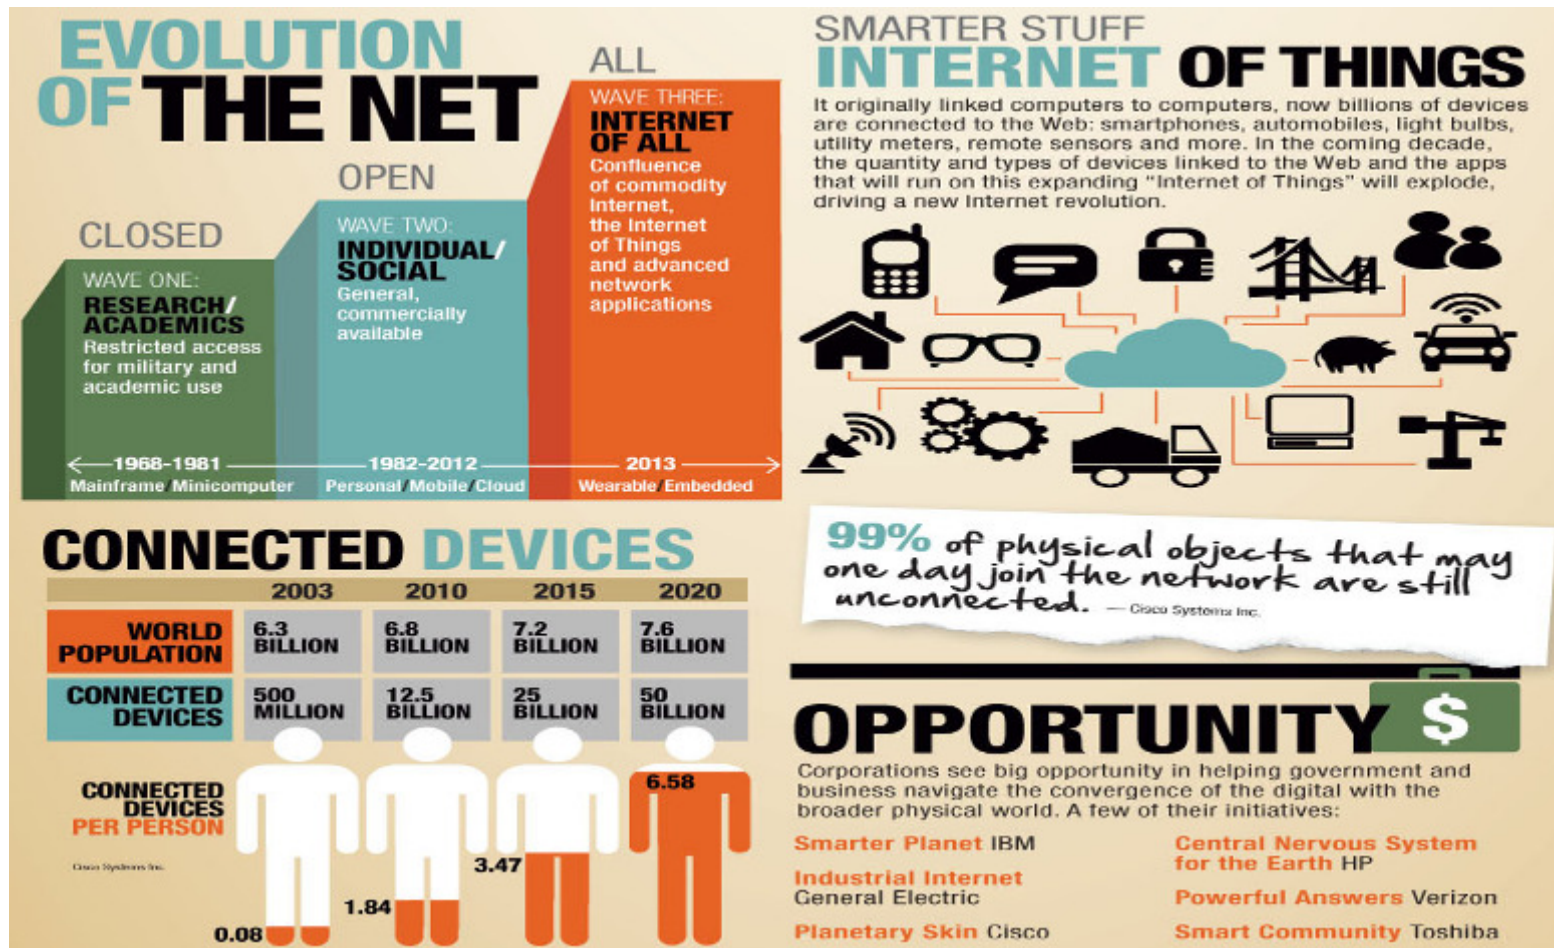 EVOLUTION
OF THE NET
CLOSED
WAVE ONE:
RESEARCH/
ACADEMICS
Restricted access
for military and
academic use
1968-1981
Mainframe/Minicomputer
OPEN
WAVE TWO:
INDIVIDUAL/
SOCIAL
General,
commercially
available
1982-2012
Personal/Mobile/Cloud
ALL
WAVE THREE:
INTERNET
OF ALL
Confluence
of commodity
Internet,
the Internet
of Things
and advanced
network
applications
2013
Wearable/Embedded
SMARTER STUFF
INTERNET OF THINGS
It originally linked computers to computers, now billions of devices
are connected to the Web: smartphones, automobiles, light bulbs,
utility meters, remote sensors and more. In the coming decade,
the quantity and types of devices linked to the Web and the apps
that will run on this expanding “Internet of Things” will explode,
driving a new Internet revolution.
CONNECTED DEVICES
2003 2010 2015 2020
WORLD
POPULATION
6.3
BILLION
6.8
BILLION
7.2
BILLION
7.6
BILLION
CONNECTED
DEVICES
500
MILLION
12.5
BILLION
25
BILLION
50
BILLION
CONNECTED
DEVICES
PER PERSON
0.08
1.84
3.47
6.58
Cisco Systems Inc.
99% of physical objects that may
one day join the network are still
unconnected. — Cisco Systems Inc.
$
OPPORTUNITY
Corporations see big opportunity in helping government and
business navigate the convergence of the digital with the
broader physical world. A few of their initiatives:
Smarter Planet IBM
Industrial Internet
General Electric
Planetary Skin Cisco
Central Nervous System
for the Earth HP
Powerful Answers Verizon
Smart Community Toshiba